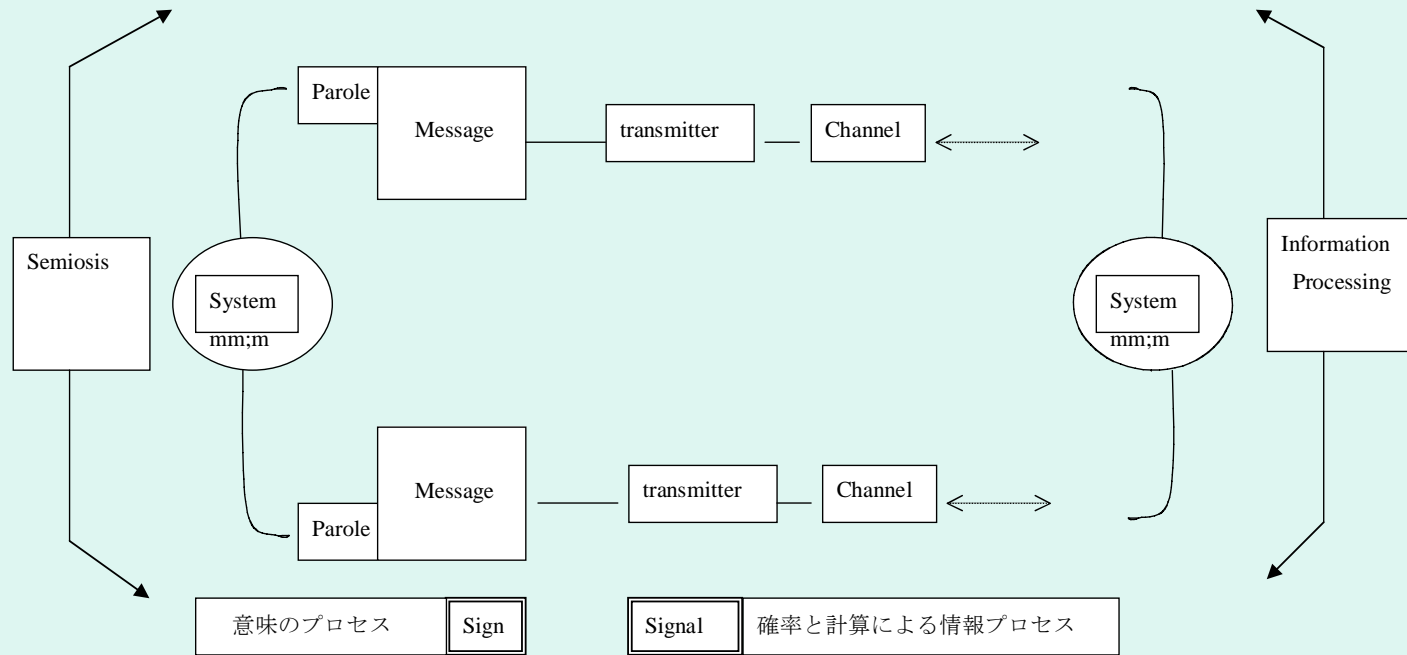 Parole
Message
transmitter
Channel
Semiosis
System
mm;m
System
mm;m
Information
Processing
Message
transmitter
Channel
Parole
意味のプロセス
Sign
Signal
確率と計算による情報プロセス